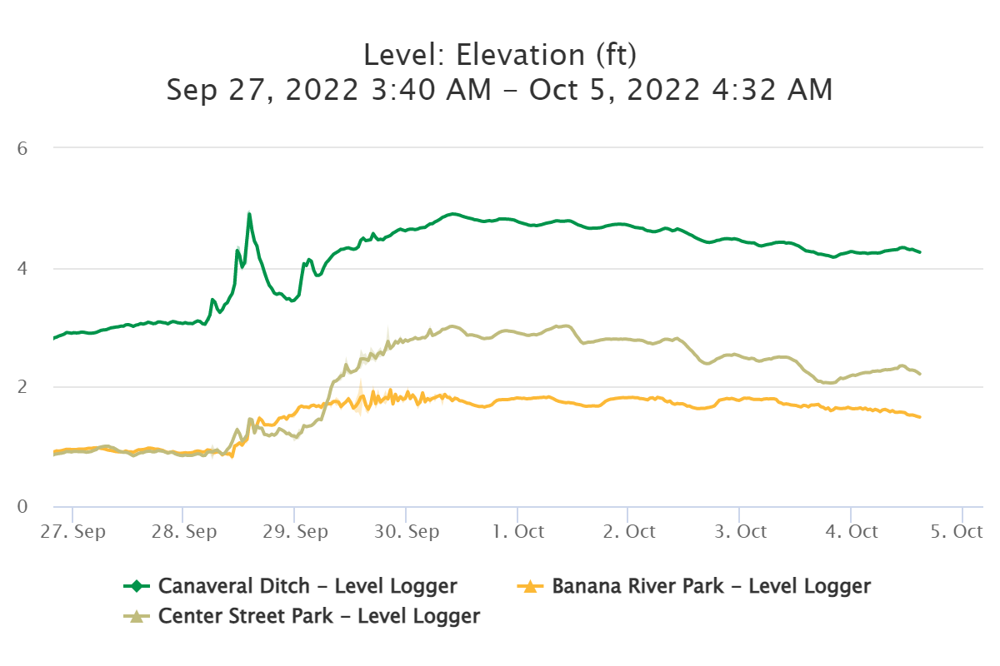 Level: Elevation (ft)
Sep 27, 2022 3:40 AM – Oct 5, 2022 4:32 AM
6
4
2
0
27. Sep 28. Sep 29. Sep 30. Sep 1. Oct 2. Oct 3. Oct 4. Oct 5. Oct
Canaveral Ditch – Level Logger Banana River Park – Level Logger
Center Street Park – Level Logger